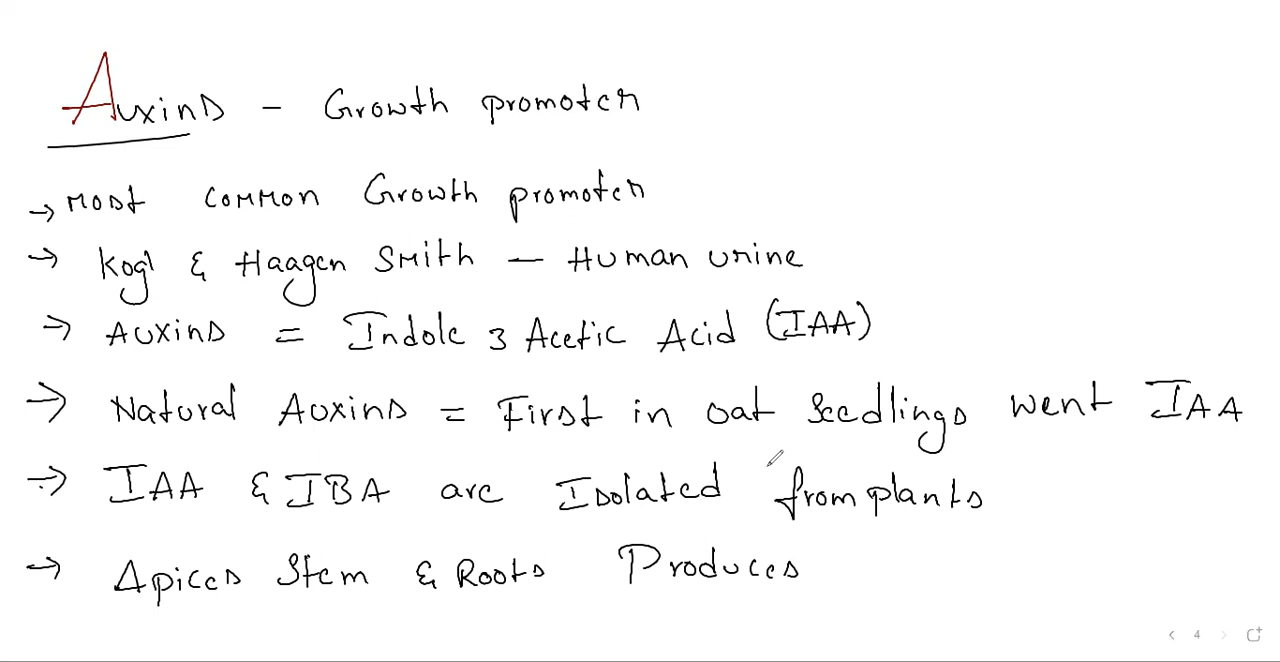 Auxins - Growth promoter
→ Most common Growth promoter
→ Kogl & Haagen Smith - Human urine
→ Auxins = Indole 3 Acetic Acid (IAA)
→ Natural Auxins = First in oat seedlings went IAA
→ IAA & IBA are Isolated from plants
→ Apices Stem & Roots Produces
< 4 >